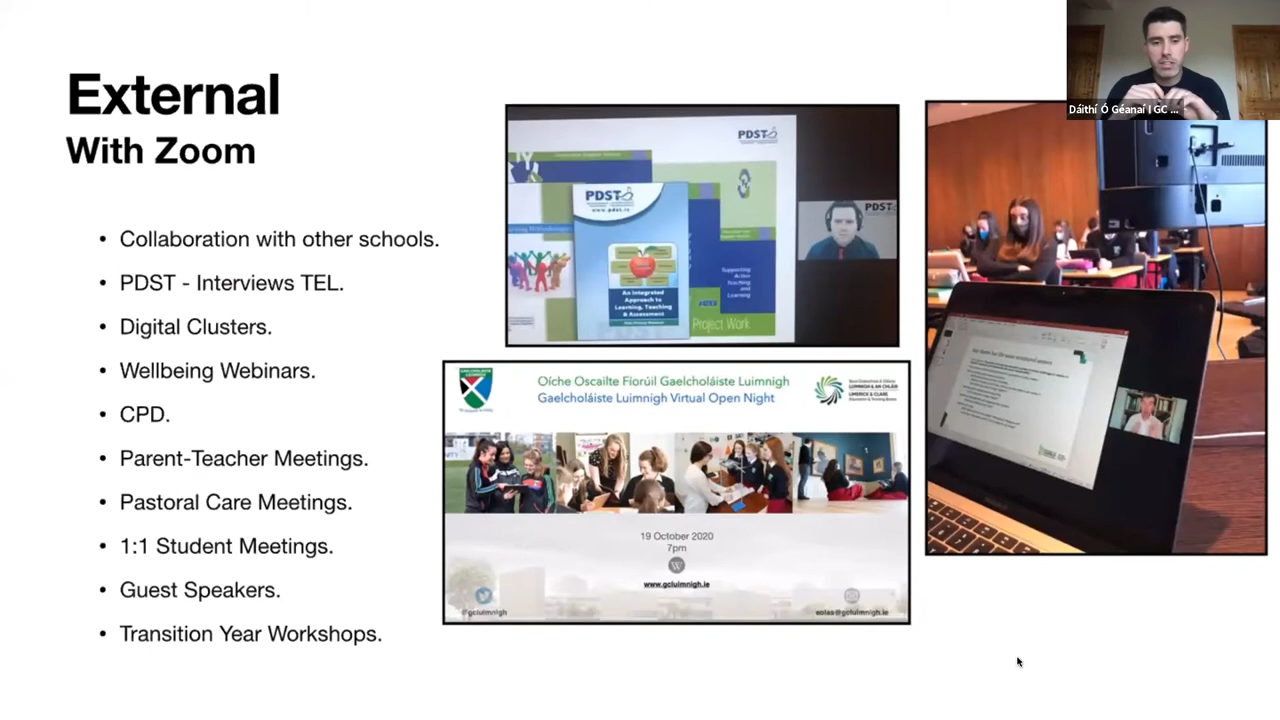 External
With Zoom
• Collaboration with other schools.
• PDST - Interviews TEL.
• Digital Clusters.
• Wellbeing Webinars.
• CPD.
• Parent-Teacher Meetings.
• Pastoral Care Meetings.
• 1:1 Student Meetings.
• Guest Speakers.
• Transition Year Workshops.
PDST
PDST
www.pdst.ie
An Integrated
Approach to
Learning, Teaching
& Assessment
Supporting
Active
Teaching
and
Learning
Project Work
PDST
Oíche Oscailte Fíorúil Gaelcholáiste Luimnigh
Gaelcholáiste Luimnigh Virtual Open Night
LIMERICK & CLARE
19 October 2020
7pm
W
www.gcluimnigh.ie
@gcluimnigh
eolas@gcluimnigh.ie
Dáithí Ó Géanaí I GC ...